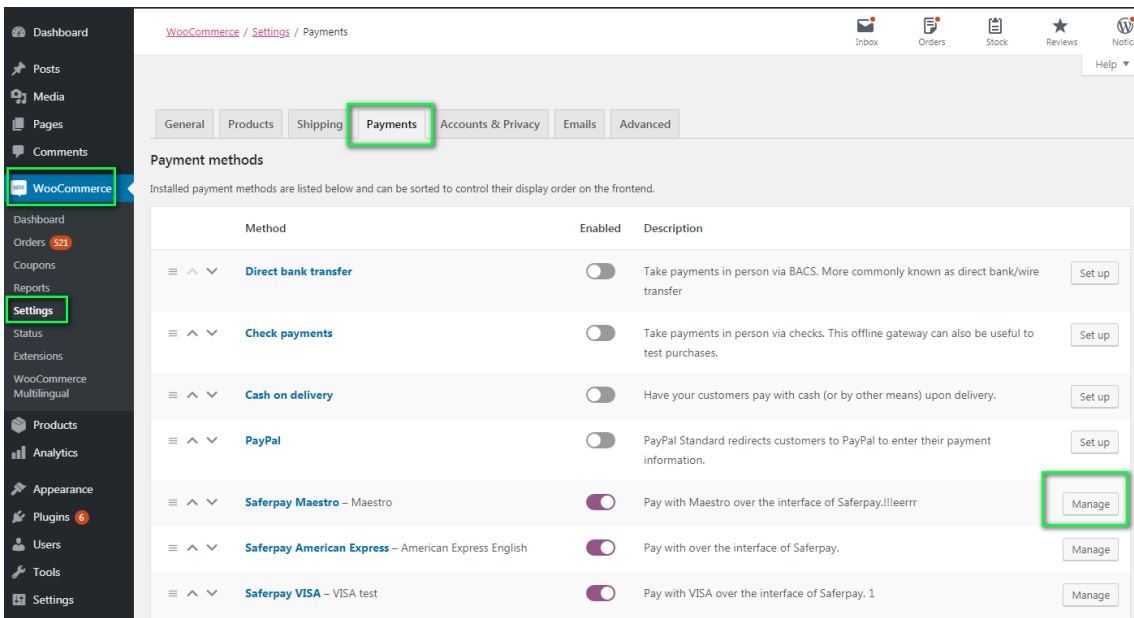 Dashboard
Posts
Media
Pages
Comments
WooCommerce
Dashboard
Orders 521
Coupons
Reports
Settings
Status
Extensions
WooCommerce
Multilingual
Products
Analytics
Appearance
Plugins 6
Users
Tools
Settings
WooCommerce / Settings / Payments
Inbox
Orders
Stock
Reviews
Notic
Help
General
Products
Shipping
Payments
Accounts & Privacy
Emails
Advanced
Payment methods
Installed payment methods are listed below and can be sorted to control their display order on the frontend.
Method Enabled Description
Direct bank transfer
Take payments in person via BACS. More commonly known as direct bank/wire
transfer
Set up
Check payments
Take payments in person via checks. This offline gateway can also be useful to
test purchases.
Set up
Cash on delivery
Have your customers pay with cash (or by other means) upon delivery.
Set up
PayPal
PayPal Standard redirects customers to PayPal to enter their payment
information.
Set up
Saferpay Maestro – Maestro
Pay with Maestro over the interface of Saferpay.!!!eerrr
Manage
Saferpay American Express – American Express English
Pay with over the interface of Saferpay.
Manage
Saferpay VISA – VISA test
Pay with VISA over the interface of Saferpay. 1
Manage